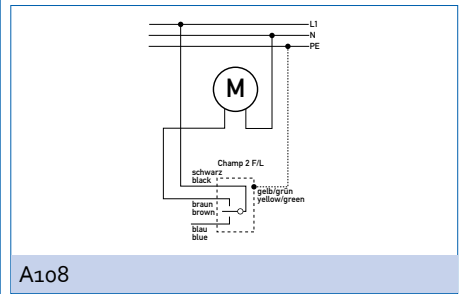 L1
N
PE
M
Champ 2 F/L
schwarz
black
gelb/grün
yellow/green
braun
brown
blau
blue
A108